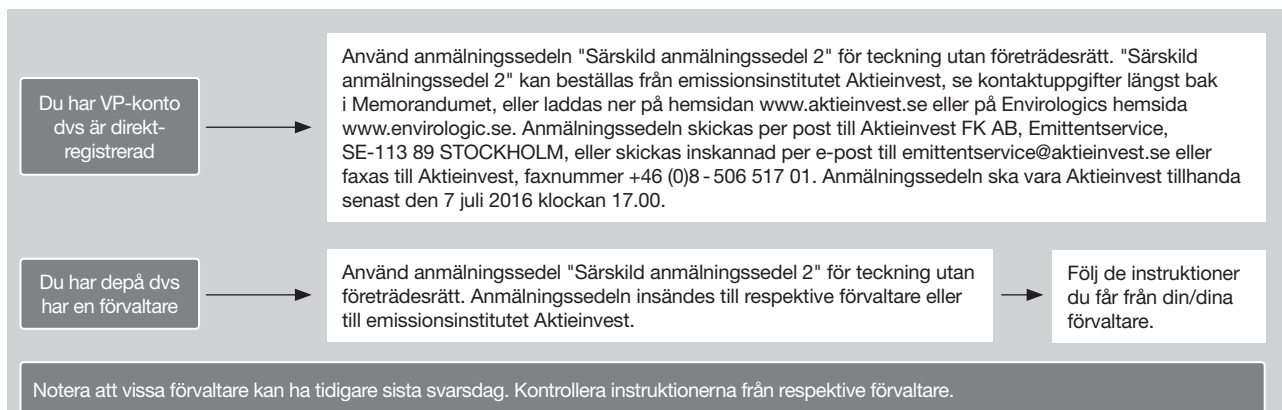 Du har VP-konto
dvs är direkt-
registrerad
Använd anmälningssedeln "Särskild anmälningssedel 2" för teckning utan företrädesrätt. "Särskild
anmälningssedel 2" kan beställas från emissionsinstitutet Aktieinvest, se kontaktuppgifter längst bak
i Memorandumet, eller laddas ner på hemsidan www.aktieinvest.se eller på Envirologics hemsida
www.envirologic.se. Anmälningssedeln skickas per post till Aktieinvest FK AB, Emittentservice,
SE-113 89 STOCKHOLM, eller skickas inskannad per e-post till emittentservice@aktieinvest.se eller
faxas till Aktieinvest, faxnummer +46 (0)8 - 506 517 01. Anmälningssedeln ska vara Aktieinvest tillhanda
senast den 7 juli 2016 klockan 17.00.
Du har depå dvs
har en förvaltare
Använd anmälningssedel "Särskild anmälningssedel 2" för teckning utan
företrädesrätt. Anmälningssedeln insändes till respektive förvaltare eller
till emissionsinstitutet Aktieinvest.
Följ de instruktioner
du får från din/dina
förvaltare.
Notera att vissa förvaltare kan ha tidigare sista svarsdag. Kontrollera instruktionerna från respektive förvaltare.